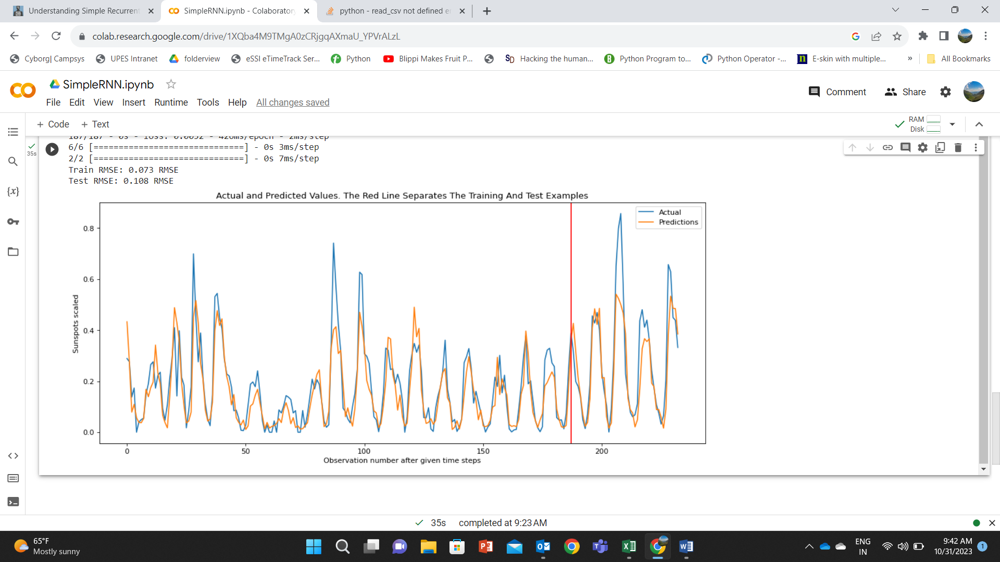 Understanding Simple Recurrent
SimpleRNN.ipynb - Colaboratory
python - read_csv not defined e
colab.research.google.com/drive/1XQba4M9TMgA0zCRjgqAXmaU_YPVrALzL
Cyborg| Campsys
UPES Intranet
folderview
eSSI eTimeTrack Ser...
Python
Blippi Makes Fruit P...
SD Hacking the human...
B Python Program to...
Python Operator -...
n E-skin with multiple...
»
All Bookmarks
SimpleRNN.ipynb
Comment
Share
File Edit View Insert Runtime Tools Help All changes saved
+ Code + Text
RAM
Disk
187/187 - 0s - loss: 0.0052 - 426ms/epoch - 2ms/step
35s
6/6 [==============================] - 0s 3ms/step
2/2 [==============================] - 0s 7ms/step
Train RMSE: 0.073 RMSE
Test RMSE: 0.108 RMSE
{x}
Actual and Predicted Values. The Red Line Separates The Training And Test Examples
Actual
Predictions
0.8
0.6
0.4
0.2
0.0
Sunspots scaled
0 50 100 150 200
Observation number after given time steps
35s completed at 9:23 AM
65°F
Mostly sunny
ENG
IN
9:42 AM
10/31/2023
1